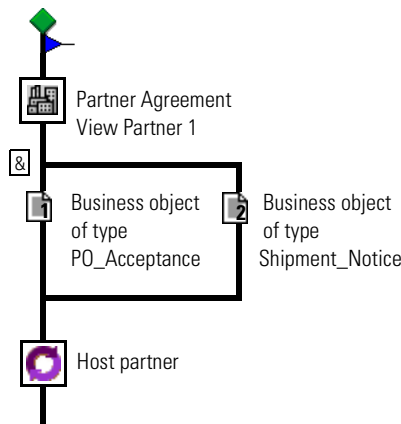 Partner Agreement
View Partner 1
&
1
Business object
of type
PO_Acceptance
2
Business object
of type
Shipment_Notice
Host partner